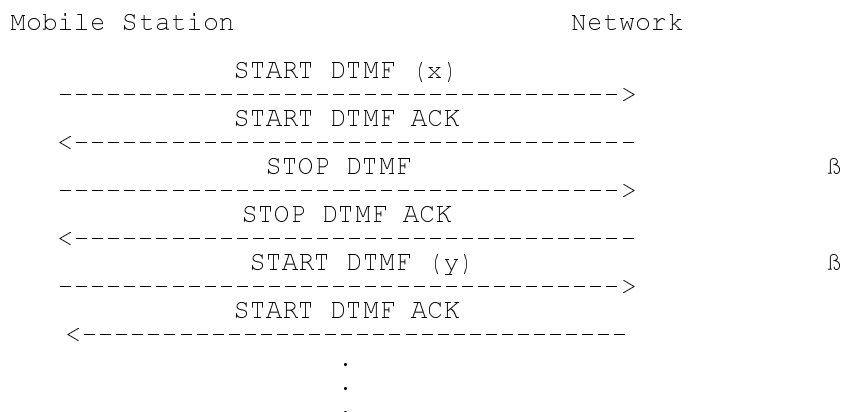 Mobile Station Network
START DTMF (x)
----------------------------------->
START DTMF ACK
<-----------------------------------
STOP DTMF ß
----------------------------------->
STOP DTMF ACK
<-----------------------------------
START DTMF (y) ß
----------------------------------->
START DTMF ACK
<----------------------------------
.
.
.